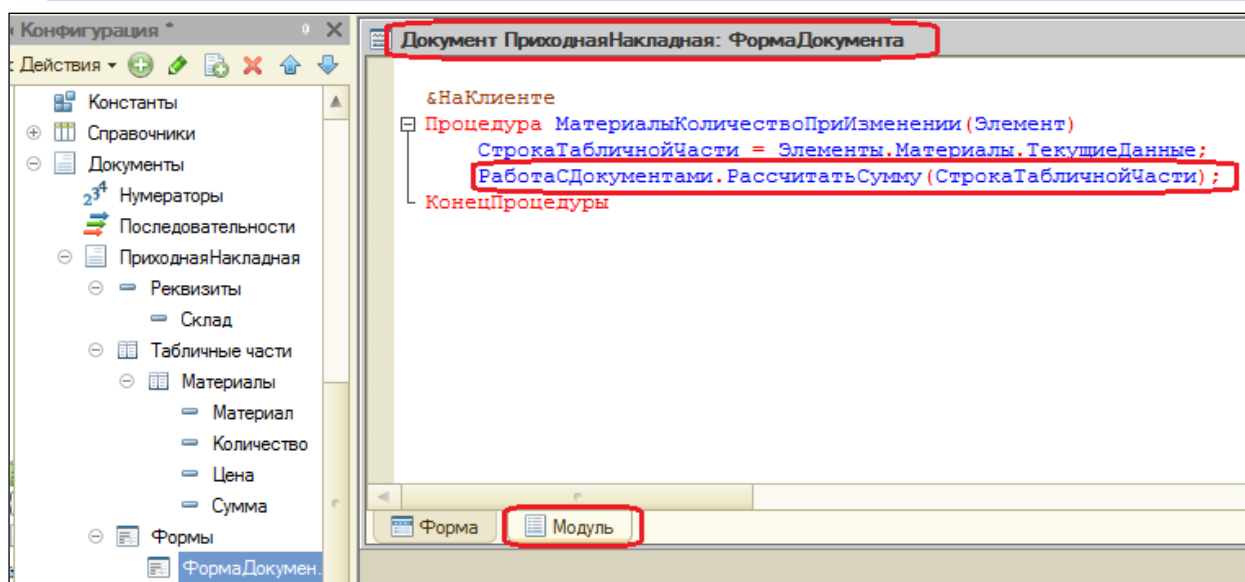 Конфигурация *
Действия
Константы
Справочники
Документы
Нумераторы
Последовательности
ПриходнаяНакладная
Реквизиты
Склад
Табличные части
Материалы
Материал
Количество
Цена
Сумма
Формы
ФормаДокумен.
Документ ПриходнаяНакладная: ФормаДокумента
&НаКлиенте
Процедура МатериалыКоличествоПриИзменении(Элемент)
СтрокаТабличнойЧасти = Элементы.Материалы.ТекущиеДанные;
РаботаСДокументами.РассчитатьСумму(СтрокаТабличнойЧасти);
КонецПроцедуры
Форма
Модуль